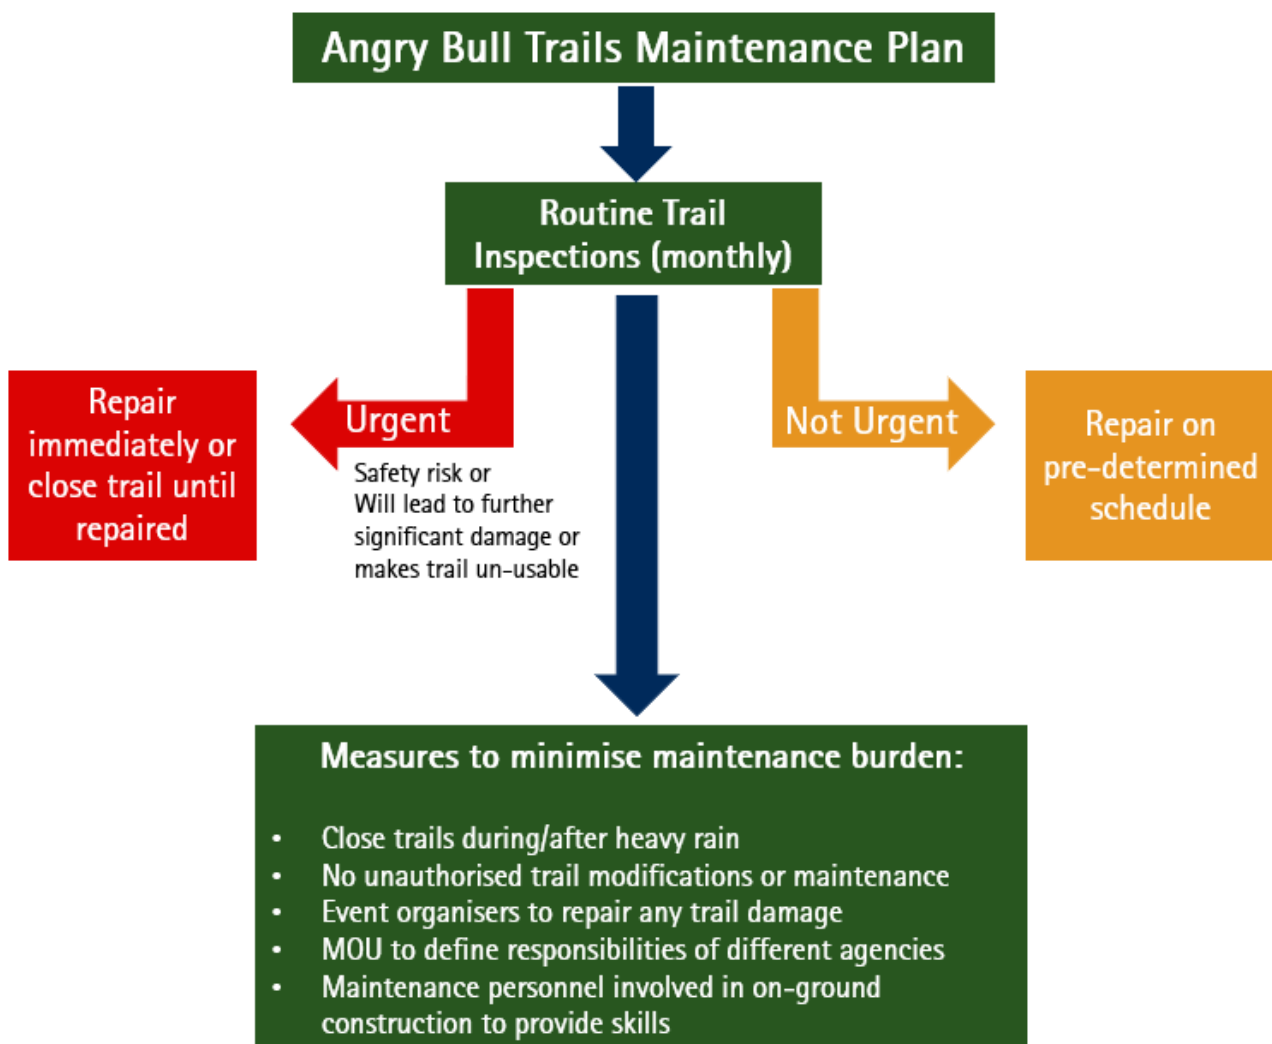 Angry Bull Trails Maintenance Plan
Routine Trail
Inspections (monthly)
Repair
immediately or
close trail until
repaired
Urgent
Safety risk or
Will lead to further
significant damage or
makes trail un-usable
Not Urgent
Repair on
pre-determined
schedule
Measures to minimise maintenance burden:
• Close trails during/after heavy rain
• No unauthorised trail modifications or maintenance
• Event organisers to repair any trail damage
• MOU to define responsibilities of different agencies
• Maintenance personnel involved in on-ground
construction to provide skills